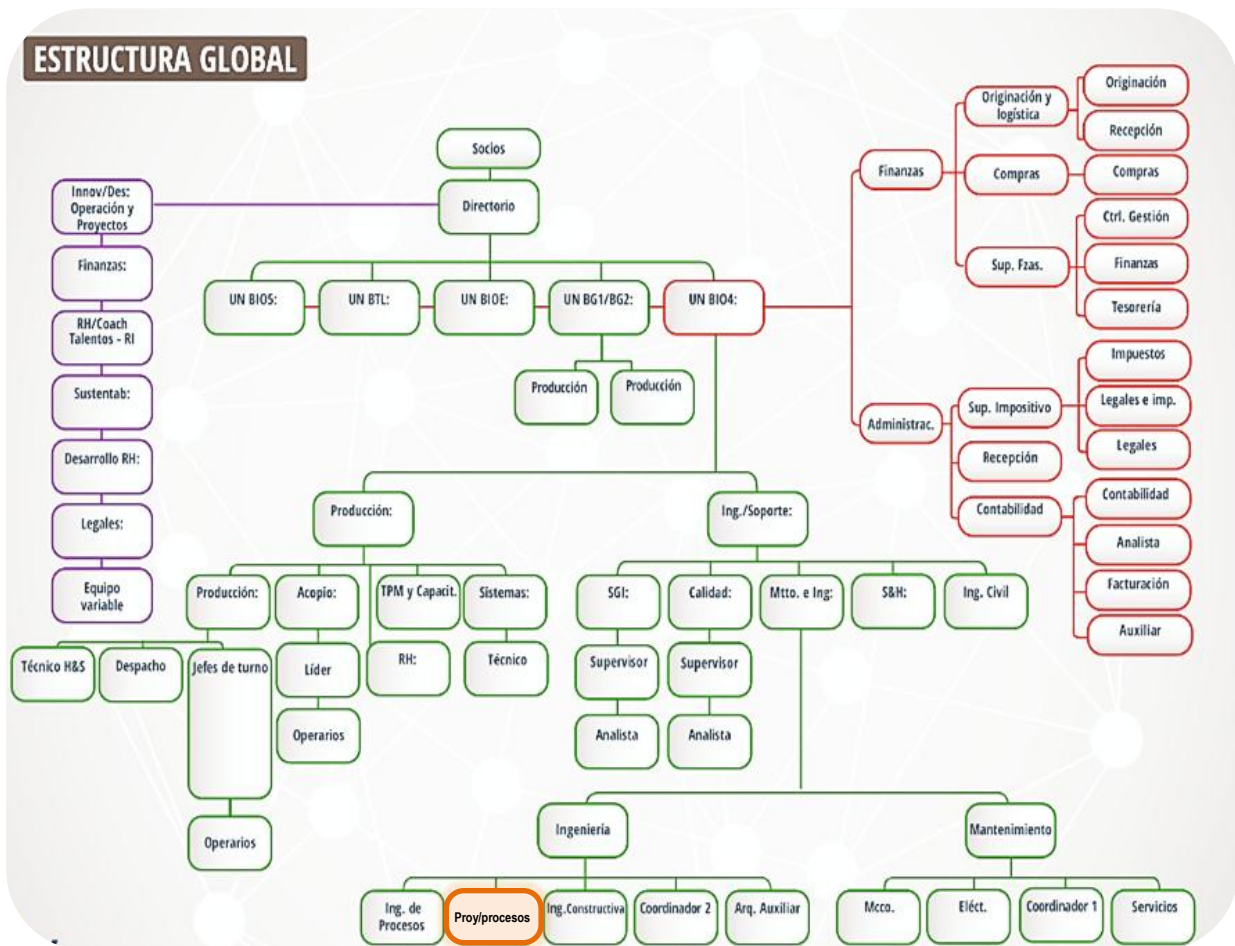 ESTRUCTURA GLOBAL
Socios
Directorio
Innov/Des:
Operación y
Proyectos
Finanzas:
RH/Coach
Talentos - RI
Sustentab:
Desarrollo RH:
Legales:
Equipo
variable
UN BIO5:
UN BTL:
UN BIOE:
UN BG1/BG2:
UN BIO4:
Producción
Producción
Finanzas
Originación y
logística
Originación
Recepción
Compras
Compras
Sup. Fzas.
Ctrl. Gestión
Finanzas
Tesorería
Administrac.
Sup. Impositivo
Impuestos
Legales e imp.
Legales
Recepción
Contabilidad
Contabilidad
Analista
Facturación
Auxiliar
Producción:
Ing./Soporte:
Producción:
Acopio:
TPM y Capacit.
Sistemas:
Técnico H&S
Despacho
Jefes de turno
Líder
RH:
Técnico
Operarios
Operarios
SGI:
Calidad:
Mtto. e Ing:
S&H:
Ing. Civil
Supervisor
Supervisor
Analista
Analista
Ingeniería
Mantenimiento
Ing. de
Procesos
Proy/procesos
Ing.Constructiva
Coordinador 2
Arq. Auxiliar
Mcco.
Eléct.
Coordinador 1
Servicios